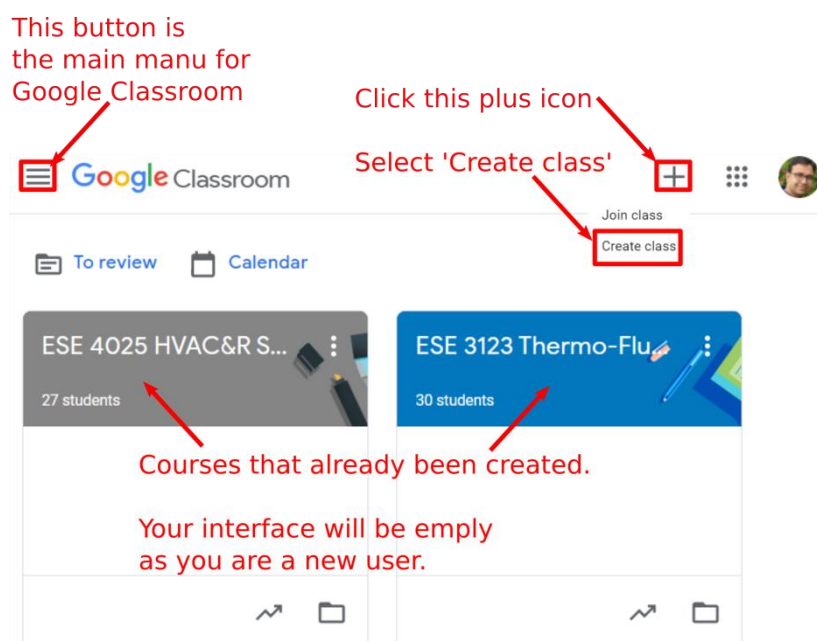 This button is
the main manu for
Google Classroom
Click this plus icon
Select 'Create class'
Google Classroom
Join class
Create class
To review
Calendar
ESE 4025 HVAC&R S...
27 students
ESE 3123 Thermo-Flu...
30 students
Courses that already been created.
Your interface will be emply
as you are a new user.